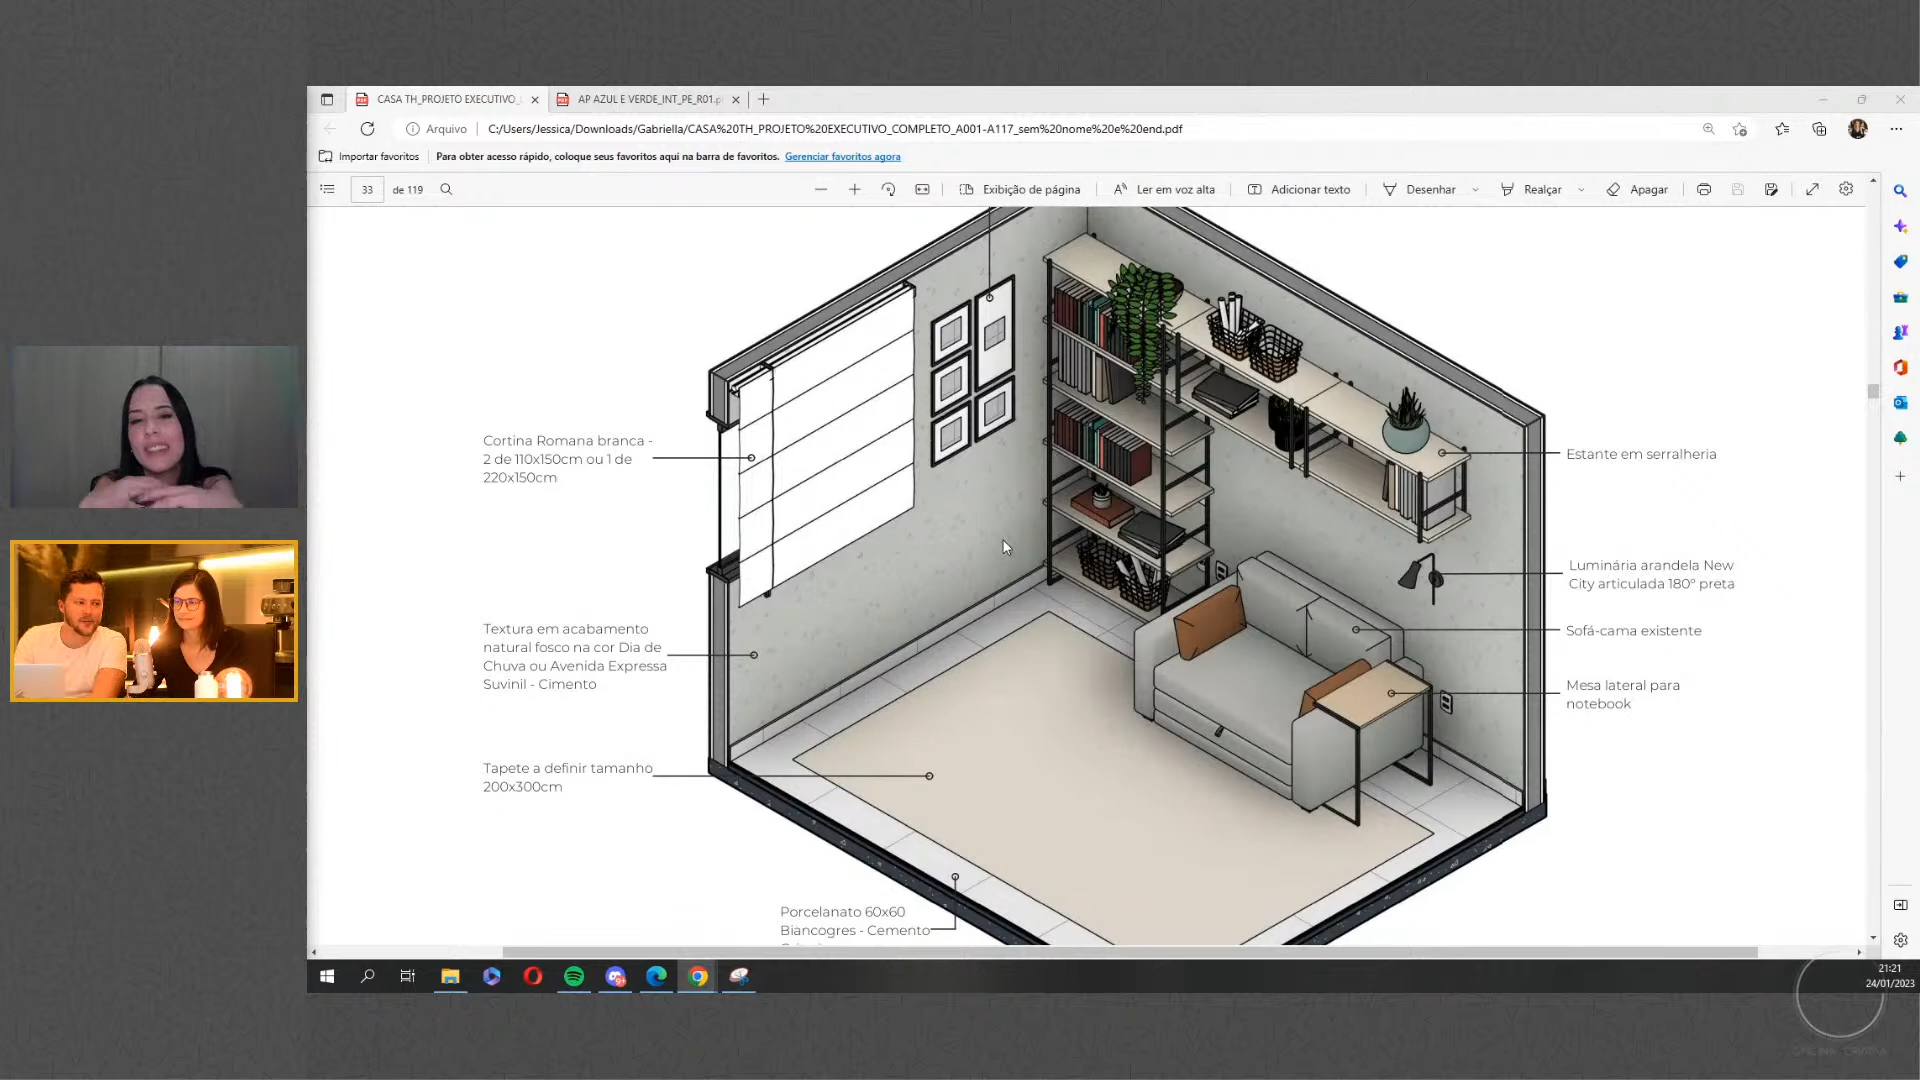 CASA TH_PROJETO EXECUTIVO_
AP AZUL E VERDE_INT_PE_R01.p
Arquivo
C:/Users/Jessica/Downloads/Gabriella/CASA%20TH_PROJETO%20EXECUTIVO_COMPLETO_A001-A117_sem%20nome%20e%20end.pdf
Importar favoritos
Para obter acesso rápido, coloque seus favoritos aqui na barra de favoritos. Gerenciar favoritos agora
33 de 119
Exibição de página
Ler em voz alta
Adicionar texto
Desenhar
Realçar
Apagar
Cortina Romana branca -
2 de 110x150cm ou 1 de
220x150cm
Textura em acabamento
natural fosco na cor Dia de
Chuva ou Avenida Expressa
Suvinil - Cimento
Tapete a definir tamanho
200x300cm
Porcelanato 60x60
Biancogres - Cemento
Estante em serralheria
Luminária arandela New
City articulada 180° preta
Sofá-cama existente
Mesa lateral para
notebook
9+
21:21
24/01/2023